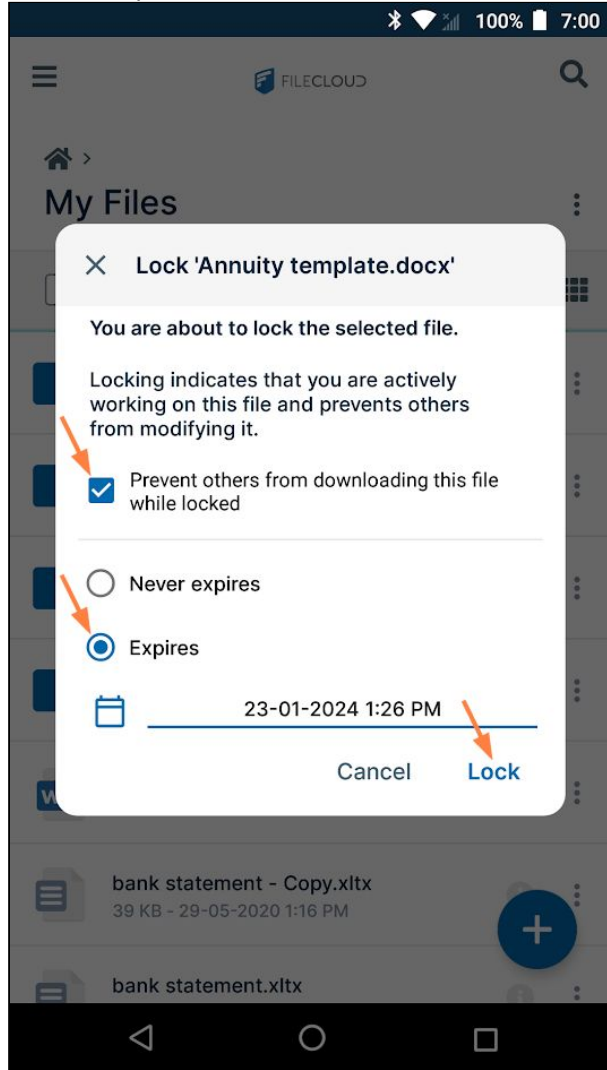 100% 7:00
FILECLOUD
My Files
Lock 'Annuity template.docx'
You are about to lock the selected file.
Locking indicates that you are actively
working on this file and prevents others
from modifying it.
Prevent others from downloading this file
while locked
Never expires
Expires
23-01-2024 1:26 PM
Cancel Lock
W
bank statement - Copy.xltx
39 KB - 29-05-2020 1:16 PM
bank statement.xltx